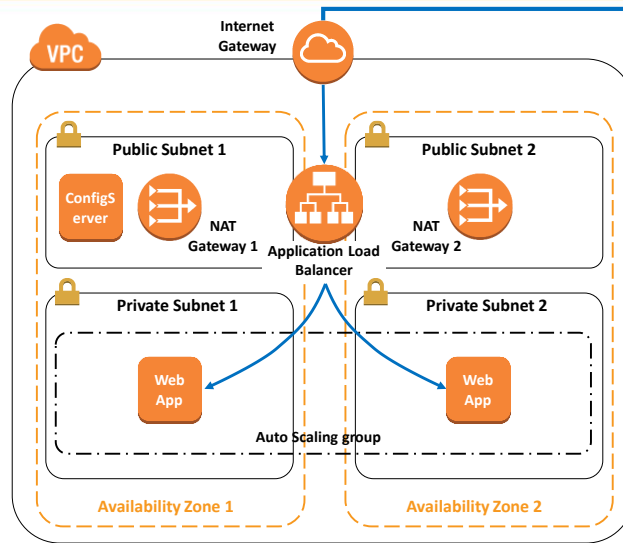 Internet
Gateway
VPC
Public Subnet 1
Public Subnet 2
ConfigS
erver
NAT
Gateway 1
NAT
Gateway 2
Application Load
Balancer
Private Subnet 1
Private Subnet 2
Web
App
Web
App
Auto Scaling group
Availability Zone 1
Availability Zone 2